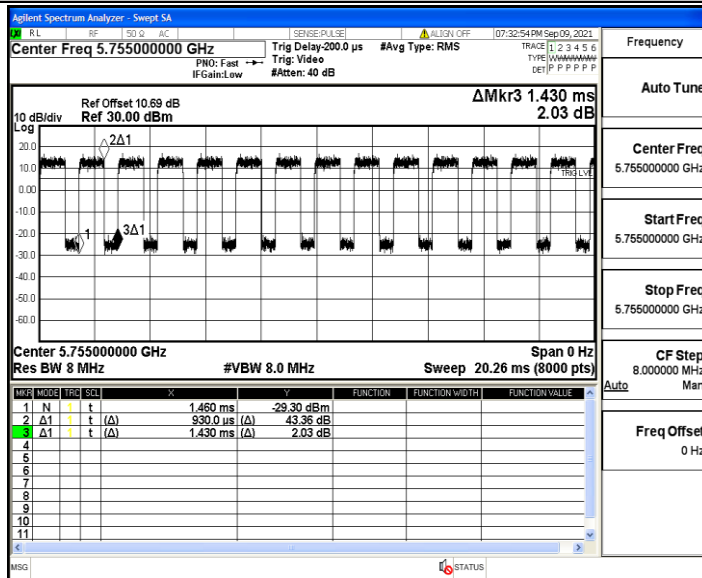 Agilent Spectrum Analyzer - Swept SA
RL RF 50 Ω AC SENSE:PULSE ALIGN OFF 07:32:54 PM Sep 09, 2021
Center Freq 5.755000000 GHz
PNO: Fast
IFGain:Low
Trig Delay-200.0 µs
Trig: Video
#Atten: 40 dB
#Avg Type: RMS
TRACE 1 2 3 4 5 6
TYPE WWWWWW
DET P P P P P P
ΔMkr3 1.430 ms
2.03 dB
Ref Offset 10.69 dB
10 dB/div Ref 30.00 dBm
Log
20.0
10.0
0.00
-10.0
-20.0
-30.0
-40.0
-50.0
-60.0
2Δ1
1
3Δ1
TRIG LVL
Center 5.755000000 GHz Span 0 Hz
Res BW 8 MHz #VBW 8.0 MHz Sweep 20.26 ms (8000 pts)
MKR MODE TRC SCL X Y FUNCTION FUNCTION WIDTH FUNCTION VALUE
1 N 1 t 1.460 ms -29.30 dBm
2 Δ1 1 t (Δ) 930.0 µs (Δ) 43.36 dB
3 Δ1 1 t (Δ) 1.430 ms (Δ) 2.03 dB
4
5
6
7
8
9
10
11
MSG STATUS
Frequency
Auto Tune
Center Freq
5.755000000 GHz
Start Freq
5.755000000 GHz
Stop Freq
5.755000000 GHz
CF Step
8.000000 MHz
Auto Man
Freq Offset
0 Hz